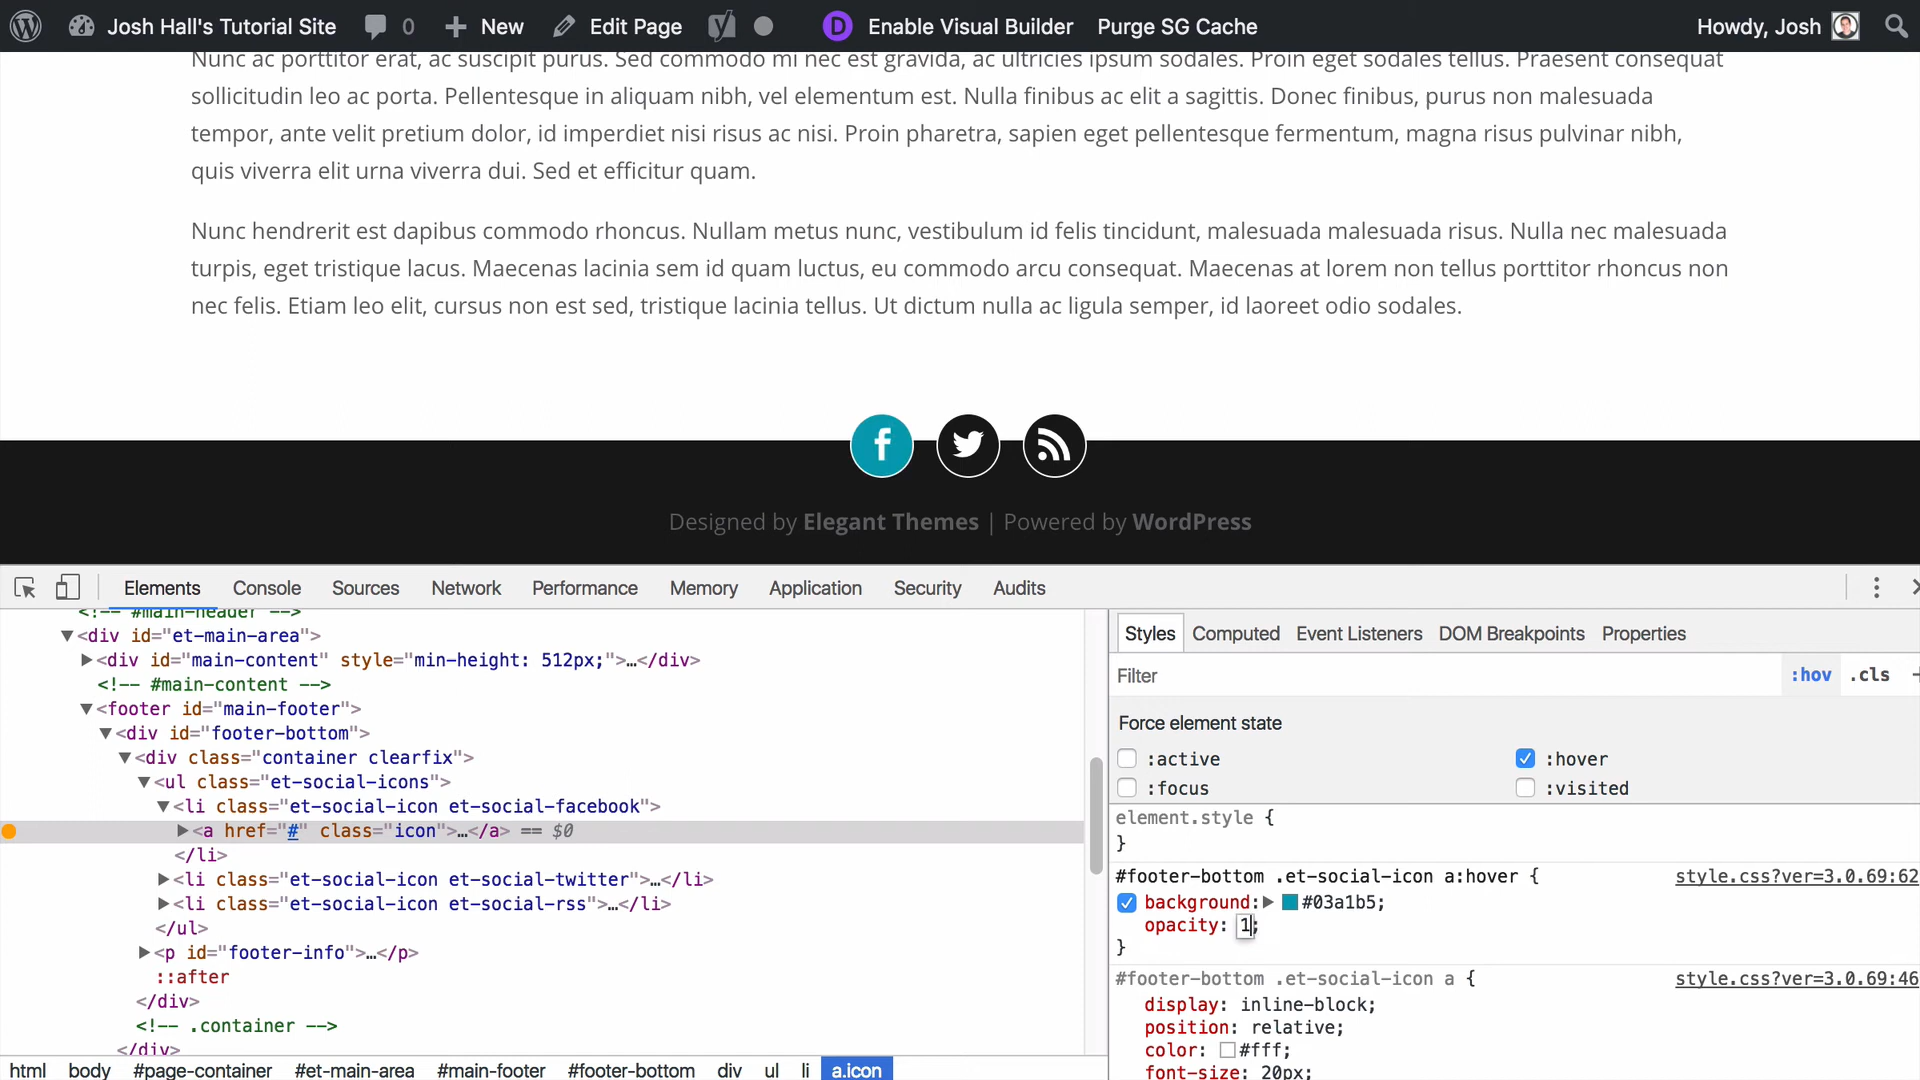 Josh Hall's Tutorial Site 0 New Edit Page Enable Visual Builder Purge SG Cache Howdy, Josh
Nunc ac porttitor erat, ac suscipit purus. Sed commodo mi nec est gravida, ac ultricies ipsum sodales. Proin eget sodales tellus. Praesent consequat
sollicitudin leo ac porta. Pellentesque in aliquam nibh, vel elementum est. Nulla finibus ac elit a sagittis. Donec finibus, purus non malesuada
tempor, ante velit pretium dolor, id imperdiet nisi risus ac nisi. Proin pharetra, sapien eget pellentesque fermentum, magna risus pulvinar nibh,
quis viverra elit urna viverra dui. Sed et efficitur quam.
Nunc hendrerit est dapibus commodo rhoncus. Nullam metus nunc, vestibulum id felis tincidunt, malesuada malesuada risus. Nulla nec malesuada
turpis, eget tristique lacus. Maecenas lacinia sem id quam luctus, eu commodo arcu consequat. Maecenas at lorem non tellus porttitor rhoncus non
nec felis. Etiam leo elit, cursus non est sed, tristique lacinia tellus. Ut dictum nulla ac ligula semper, id laoreet odio sodales.
Designed by Elegant Themes | Powered by WordPress
Elements Console Sources Network Performance Memory Application Security Audits
<!-- #main-header -->
<div id="et-main-area">
<div id="main-content" style="min-height: 512px;">…</div>
<!-- #main-content -->
<footer id="main-footer">
<div id="footer-bottom">
<div class="container clearfix">
<ul class="et-social-icons">
<li class="et-social-icon et-social-facebook">
<a href="#" class="icon">…</a> == $0
</li>
<li class="et-social-icon et-social-twitter">…</li>
<li class="et-social-icon et-social-rss">…</li>
</ul>
<p id="footer-info">…</p>
::after
</div>
<!-- .container -->
</div>
html body #page-container #et-main-area #main-footer #footer-bottom div ul li a.icon
Styles Computed Event Listeners DOM Breakpoints Properties
Filter :hov .cls +
Force element state
:active :hover
:focus :visited
element.style {
}
#footer-bottom .et-social-icon a:hover { style.css?ver=3.0.69:62
background: #03a1b5;
opacity: 1;
}
#footer-bottom .et-social-icon a { style.css?ver=3.0.69:46
display: inline-block;
position: relative;
color: #fff;
font-size: 20px;